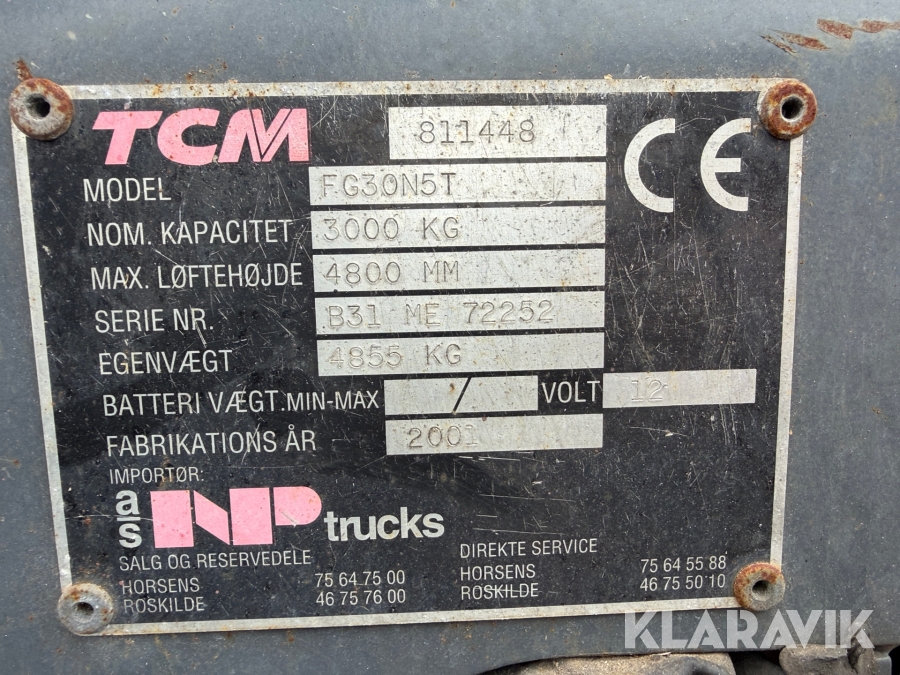 TCM 811448 CE
MODEL FG30N5T
NOM. KAPACITET 3000 KG
MAX. LØFTEHØJDE 4800 MM
SERIE NR. B31 ME 72252
EGENVÆGT 4855 KG
BATTERI VÆGT.MIN-MAX / VOLT 12
FABRIKATIONS ÅR 2001
IMPORTØR:
a/s NP trucks
SALG OG RESERVEDELE DIREKTE SERVICE
HORSENS 75 64 75 00 HORSENS 75 64 55 88
ROSKILDE 46 75 76 00 ROSKILDE 46 75 50 10
KLARAVIK